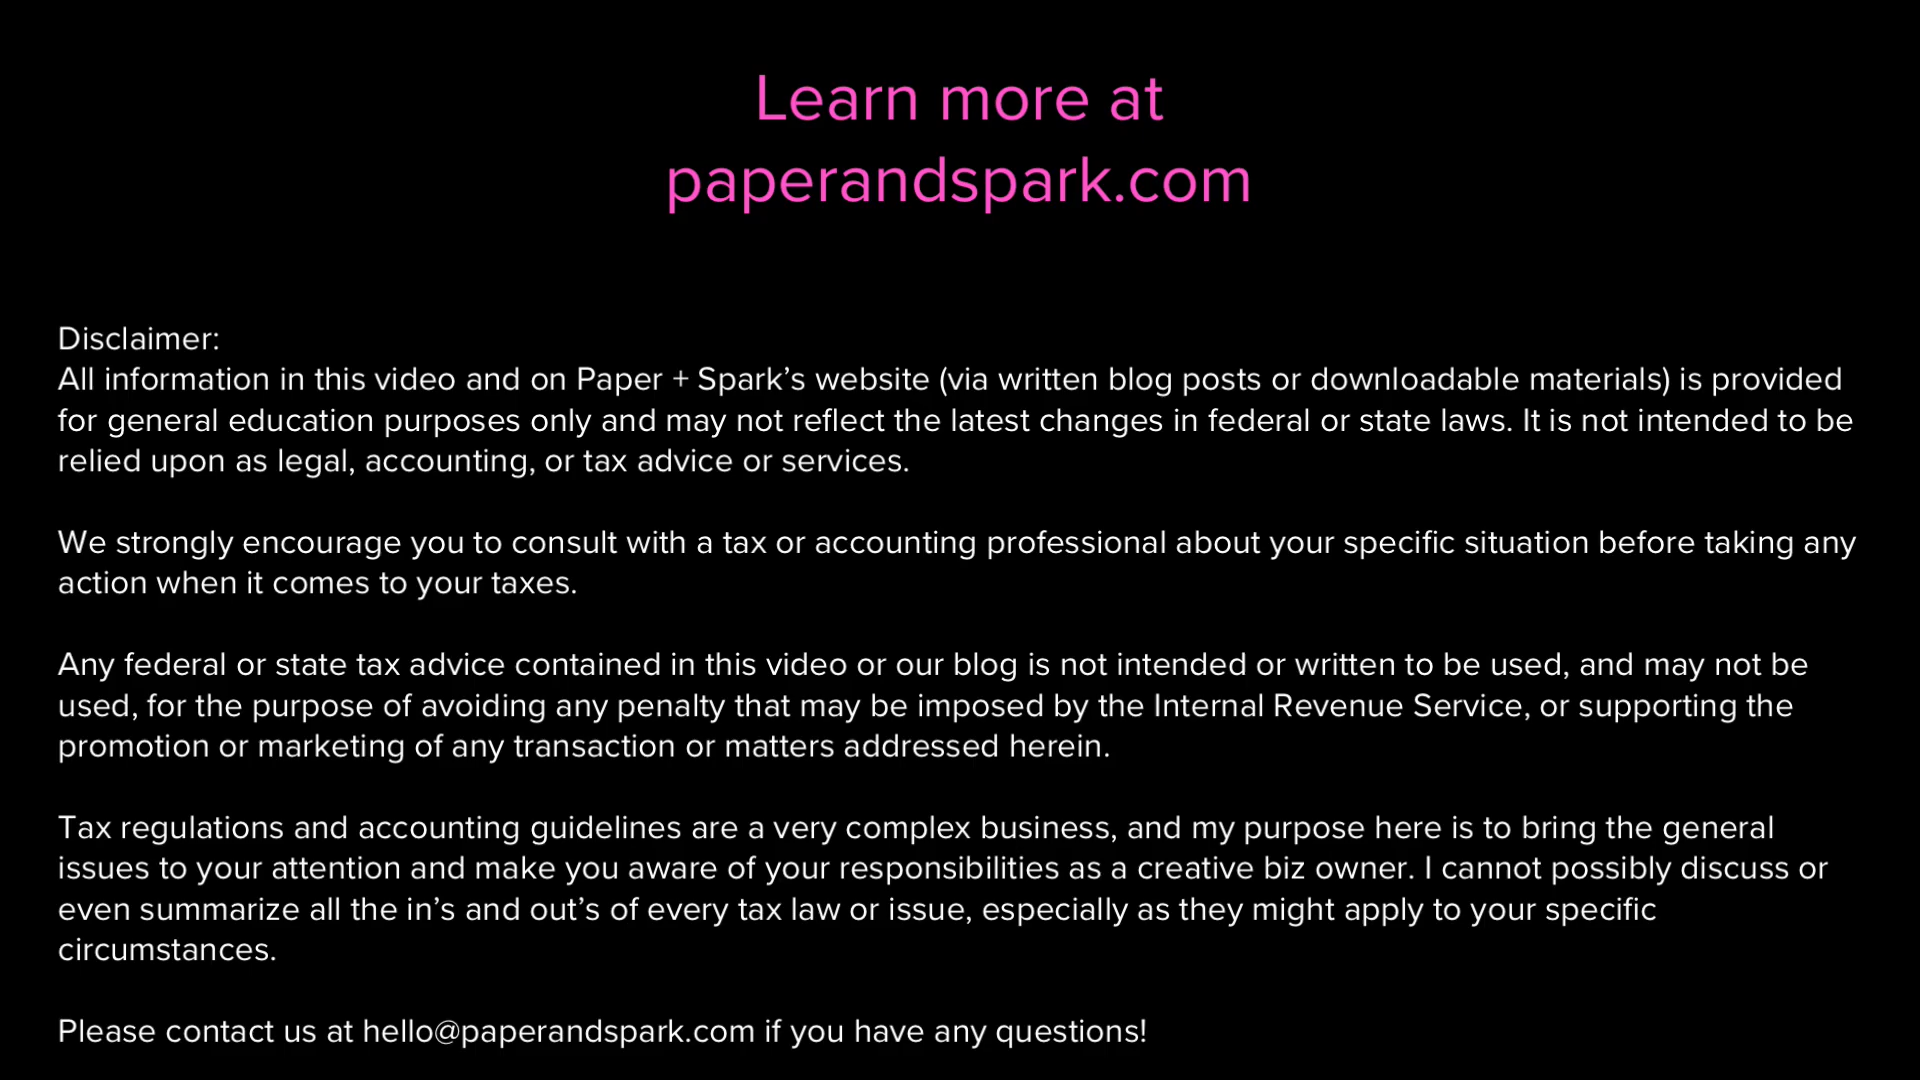 Learn more at
paperandspark.com
Disclaimer:
All information in this video and on Paper + Spark’s website (via written blog posts or downloadable materials) is provided
for general education purposes only and may not reflect the latest changes in federal or state laws. It is not intended to be
relied upon as legal, accounting, or tax advice or services.
We strongly encourage you to consult with a tax or accounting professional about your specific situation before taking any
action when it comes to your taxes.
Any federal or state tax advice contained in this video or our blog is not intended or written to be used, and may not be
used, for the purpose of avoiding any penalty that may be imposed by the Internal Revenue Service, or supporting the
promotion or marketing of any transaction or matters addressed herein.
Tax regulations and accounting guidelines are a very complex business, and my purpose here is to bring the general
issues to your attention and make you aware of your responsibilities as a creative biz owner. I cannot possibly discuss or
even summarize all the in’s and out’s of every tax law or issue, especially as they might apply to your specific
circumstances.
Please contact us at hello@paperandspark.com if you have any questions!